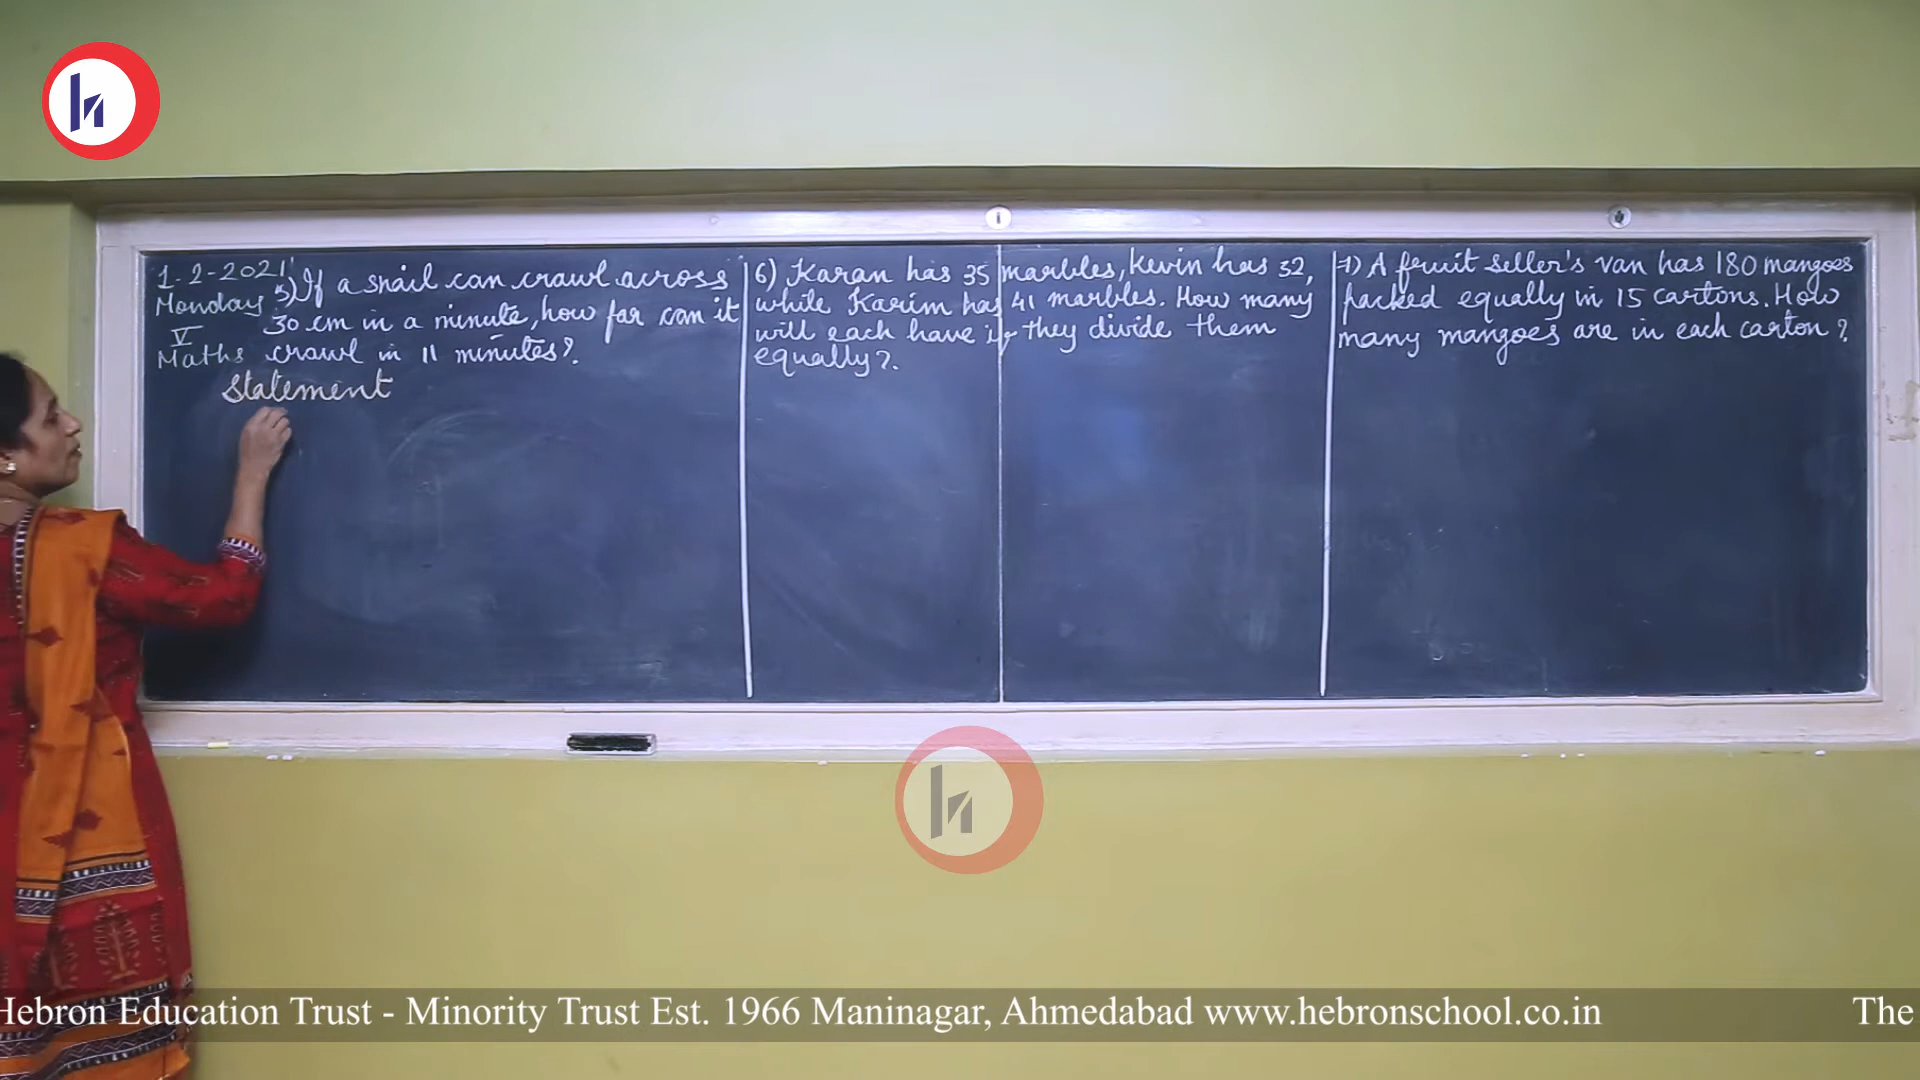 1-2-2021
Monday
V
Maths
5) If a snail can crawl across
30 cm in a minute, how far can it
crawl in 11 minutes?
Statement
6) Karan has 35 marbles, Kevin has 32,
while Karim has 41 marbles. How many
will each have if they divide them
equally?
7) A fruit seller's van has 180 mangoes
packed equally in 15 cartons. How
many mangoes are in each carton?
Hebron Education Trust - Minority Trust Est. 1966 Maninagar, Ahmedabad www.hebronschool.co.in
The